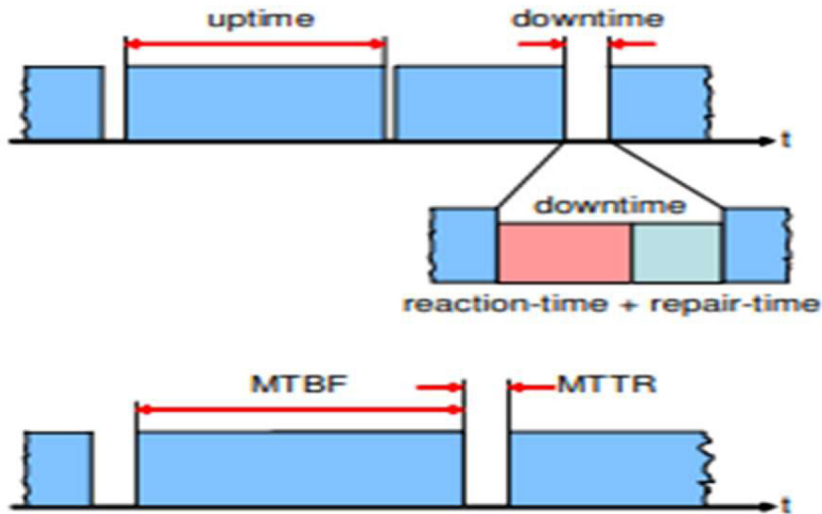 uptime downtime
t
downtime
reaction-time + repair-time
MTBF MTTR
t